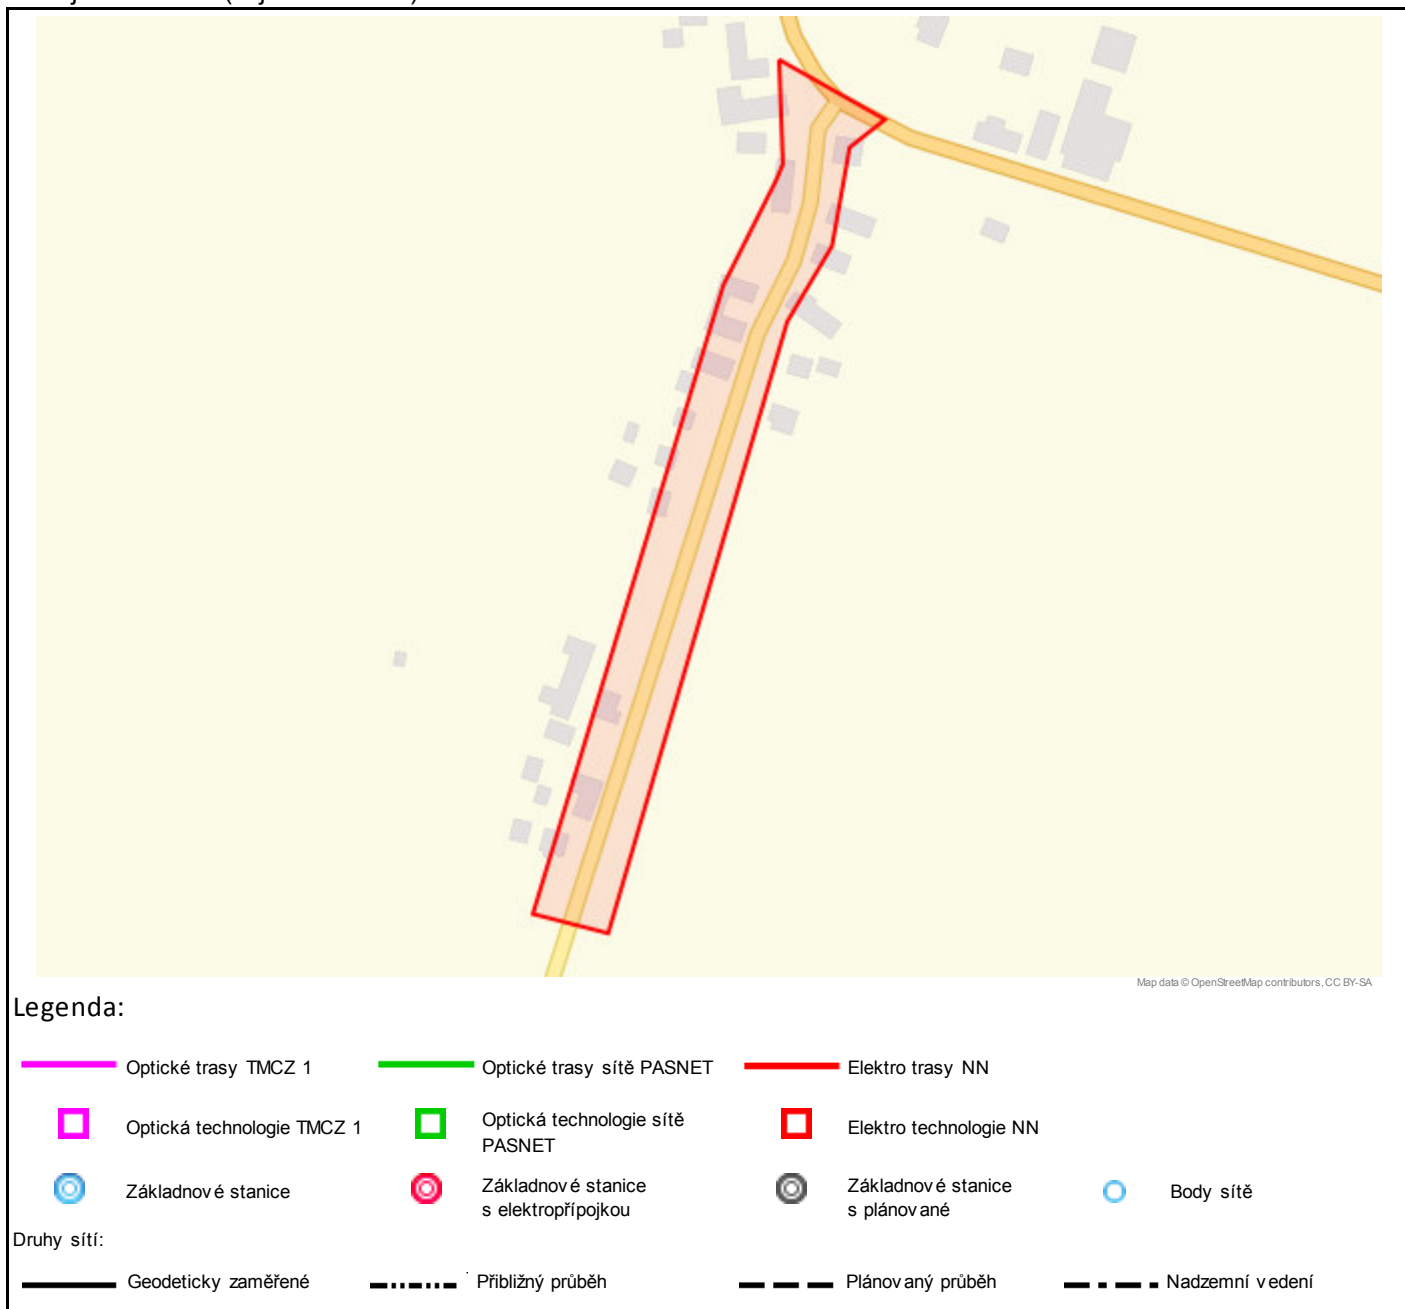 Map data © OpenStreetMap contributors, CC BY-SA
Legenda:
Optické trasy TMCZ 1
Optické trasy sítě PASNET
Elektro trasy NN
Optická technologie TMCZ 1
Optická technologie sítě
PASNET
Elektro technologie NN
Základnové stanice
Základnové stanice
s elektropřípojkou
Základnové stanice
s plánované
Body sítě
Druhy sítí:
Geodeticky zaměřené
Přibližný průběh
Plánovaný průběh
Nadzemní vedení